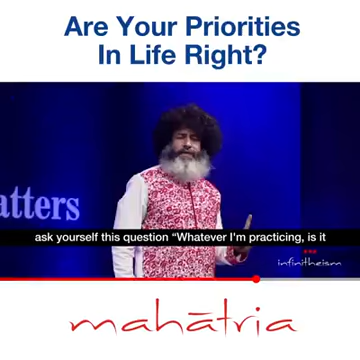 Are Your Priorities
In Life Right?
atters
ask yourself this question “Whatever I'm practicing, is it
infinitheism
mahātria